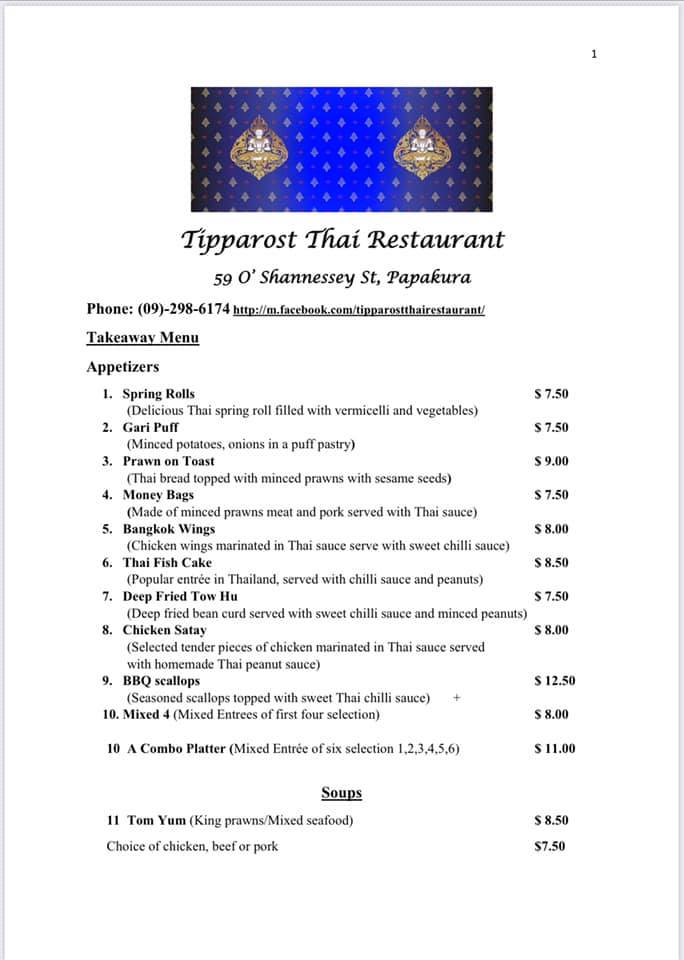 1
Tipparost Thai Restaurant
59 O' Shannessey St, Papakura
Phone: (09)-298-6174 http://m.facebook.com/tipparostthairestaurant/
Takeaway Menu
Appetizers
1. Spring Rolls $ 7.50
(Delicious Thai spring roll filled with vermicelli and vegetables)
2. Gari Puff $ 7.50
(Minced potatoes, onions in a puff pastry)
3. Prawn on Toast $ 9.00
(Thai bread topped with minced prawns with sesame seeds)
4. Money Bags $ 7.50
(Made of minced prawns meat and pork served with Thai sauce)
5. Bangkok Wings $ 8.00
(Chicken wings marinated in Thai sauce serve with sweet chilli sauce)
6. Thai Fish Cake $ 8.50
(Popular entrée in Thailand, served with chilli sauce and peanuts)
7. Deep Fried Tow Hu $ 7.50
(Deep fried bean curd served with sweet chilli sauce and minced peanuts)
8. Chicken Satay $ 8.00
(Selected tender pieces of chicken marinated in Thai sauce served
with homemade Thai peanut sauce)
9. BBQ scallops $ 12.50
(Seasoned scallops topped with sweet Thai chilli sauce) +
10. Mixed 4 (Mixed Entrees of first four selection) $ 8.00
10 A Combo Platter (Mixed Entrée of six selection 1,2,3,4,5,6) $ 11.00
Soups
11 Tom Yum (King prawns/Mixed seafood) $ 8.50
Choice of chicken, beef or pork $7.50